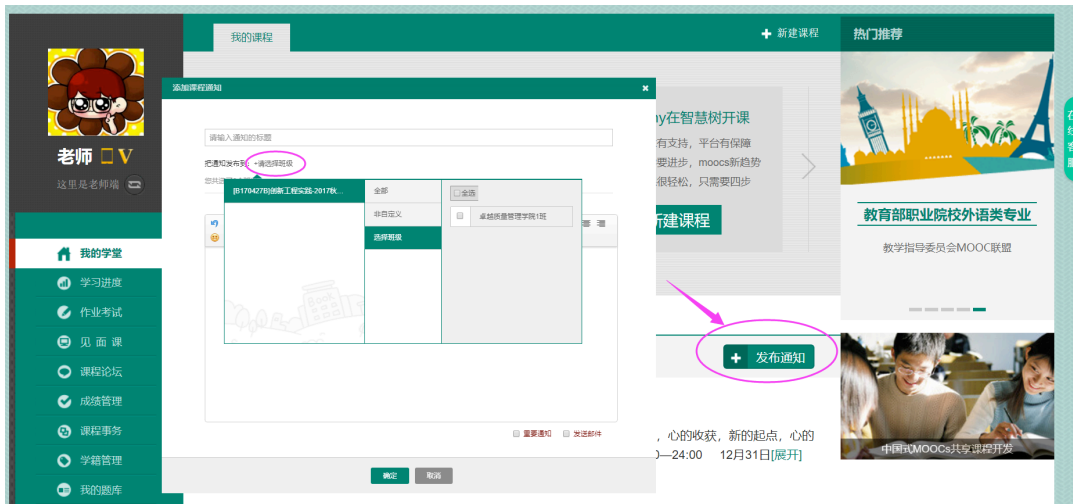 我的课程
新建课程
热门推荐
老师
V
这里是老师端
添加课程通知
请输入通知的标题
把通知发布到：+请选择班级
您共选
[B170427B]创新工程实践-2017秋...
全部
非自定义
选择班级
全选
卓越质量管理学院1班
重要通知
发送邮件
确定
取消
我的学堂
学习进度
作业考试
见面课
课程论坛
成绩管理
课程事务
学籍管理
我的题库
y在智慧树开课
有支持，平台有保障
要进步，moocs新趋势
很轻松，只需要四步
建课程
发布通知
，心的收获，新的起点，心的
0—24:00 12月31日[展开]
教育部职业院校外语类专业
教学指导委员会MOOC联盟
中国式MOOCs共享课程开发